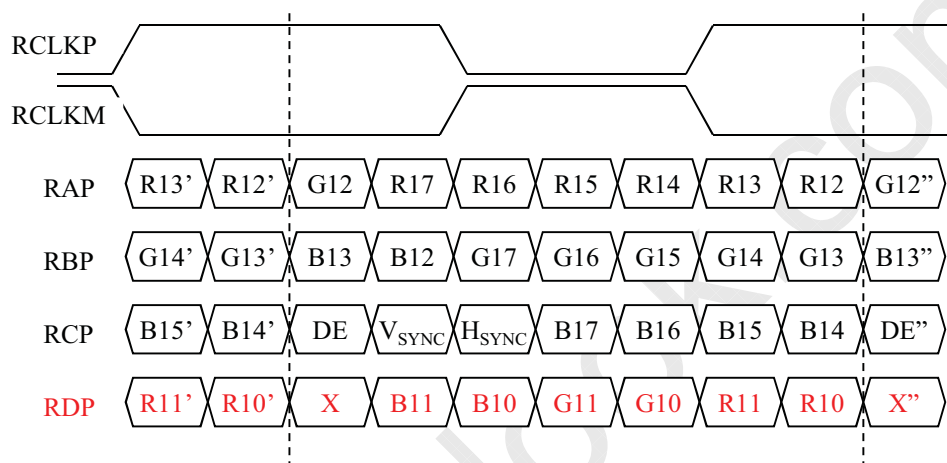 RCLKP
RCLKM
RAP R13’ R12’ G12 R17 R16 R15 R14 R13 R12 G12”
RBP G14’ G13’ B13 B12 G17 G16 G15 G14 G13 B13”
RCP B15’ B14’ DE VSYNC HSYNC B17 B16 B15 B14 DE”
RDP R11’ R10’ X B11 B10 G11 G10 R11 R10 X”